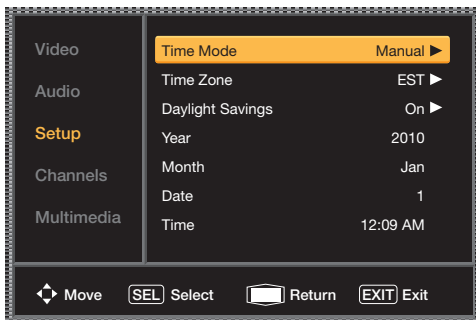 Video
Audio
Setup
Channels
Multimedia
Time Mode Manual
Time Zone EST
Daylight Savings On
Year 2010
Month Jan
Date 1
Time 12:09 AM
Move SEL Select Return EXIT Exit